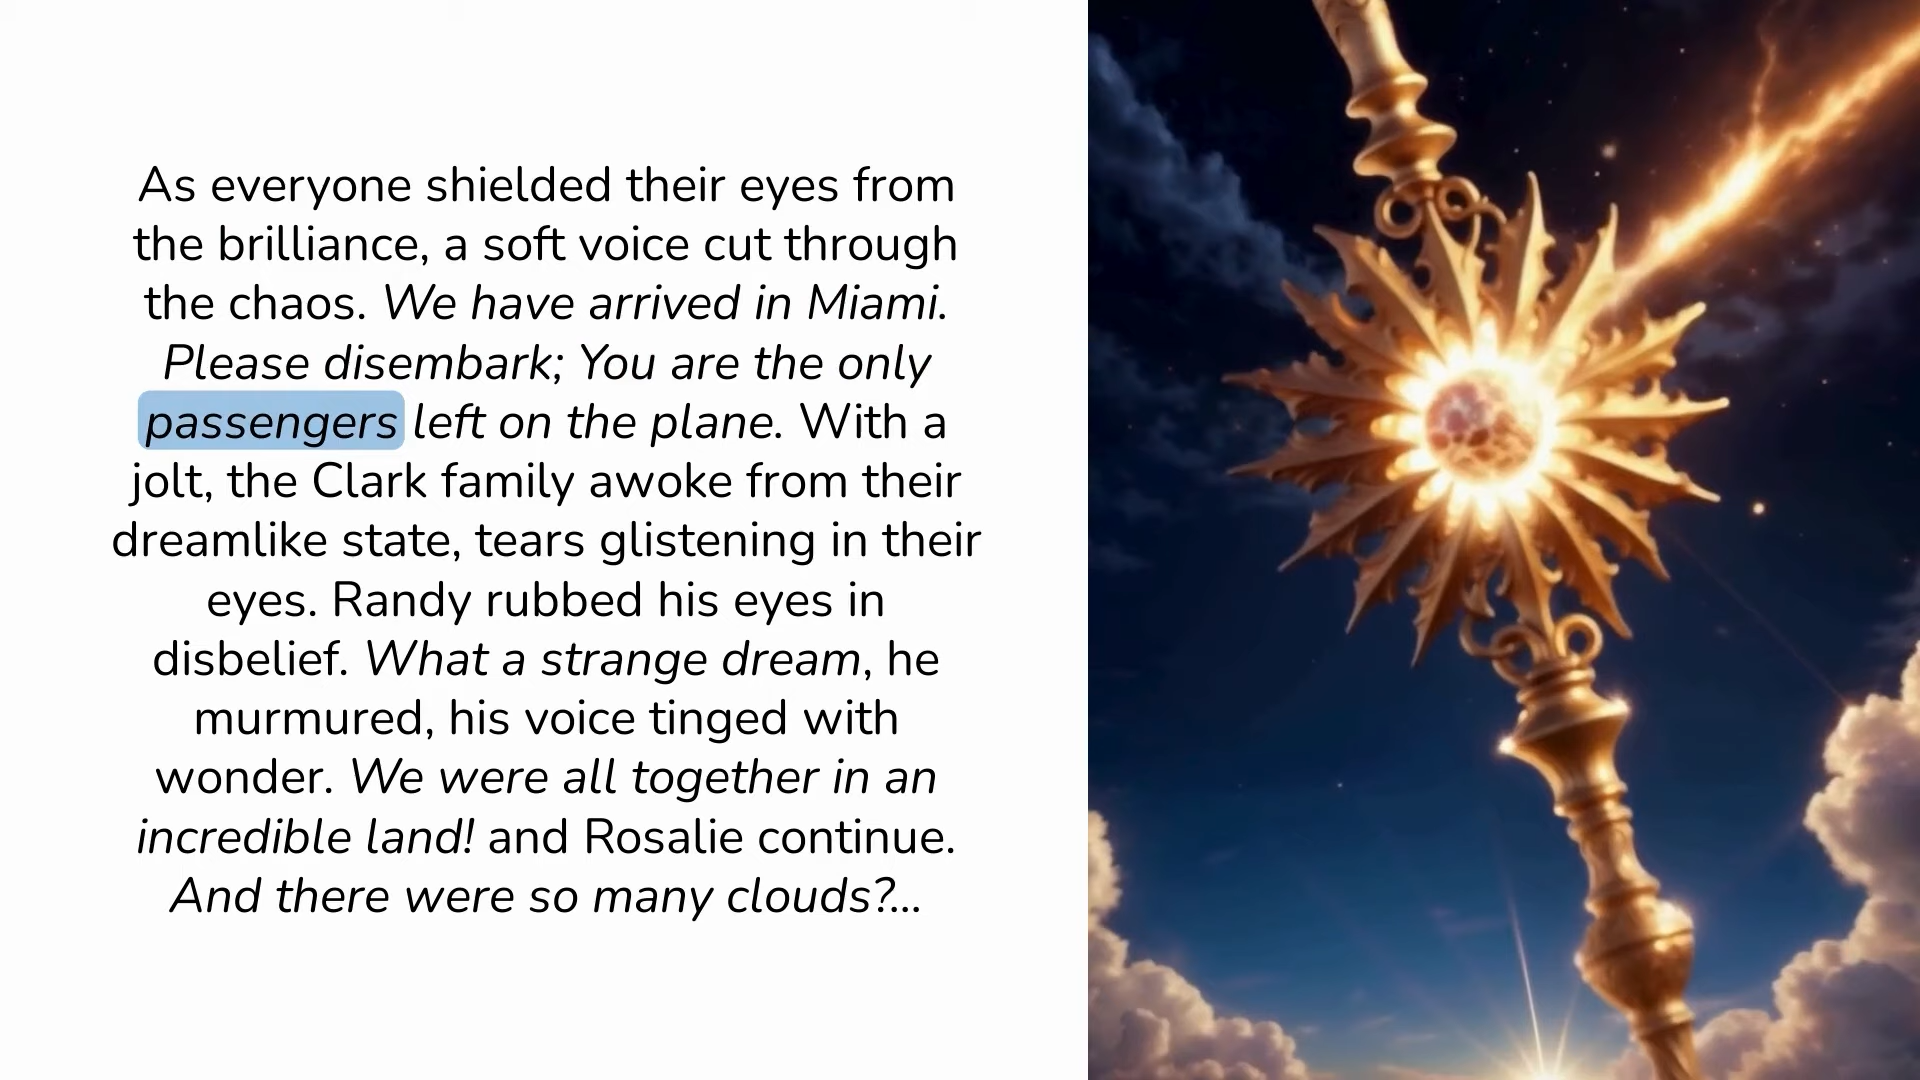 As everyone shielded their eyes from
the brilliance, a soft voice cut through
the chaos. We have arrived in Miami.
Please disembark; You are the only
passengers left on the plane. With a
jolt, the Clark family awoke from their
dreamlike state, tears glistening in their
eyes. Randy rubbed his eyes in
disbelief. What a strange dream, he
murmured, his voice tinged with
wonder. We were all together in an
incredible land! and Rosalie continue.
And there were so many clouds?...